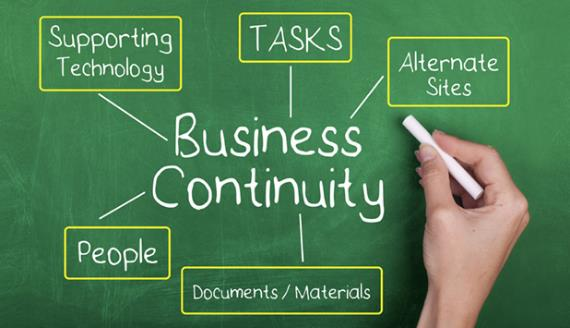 Supporting
Technology
TASKS
Alternate
Sites
Business
Continuity
People
Documents / Materials